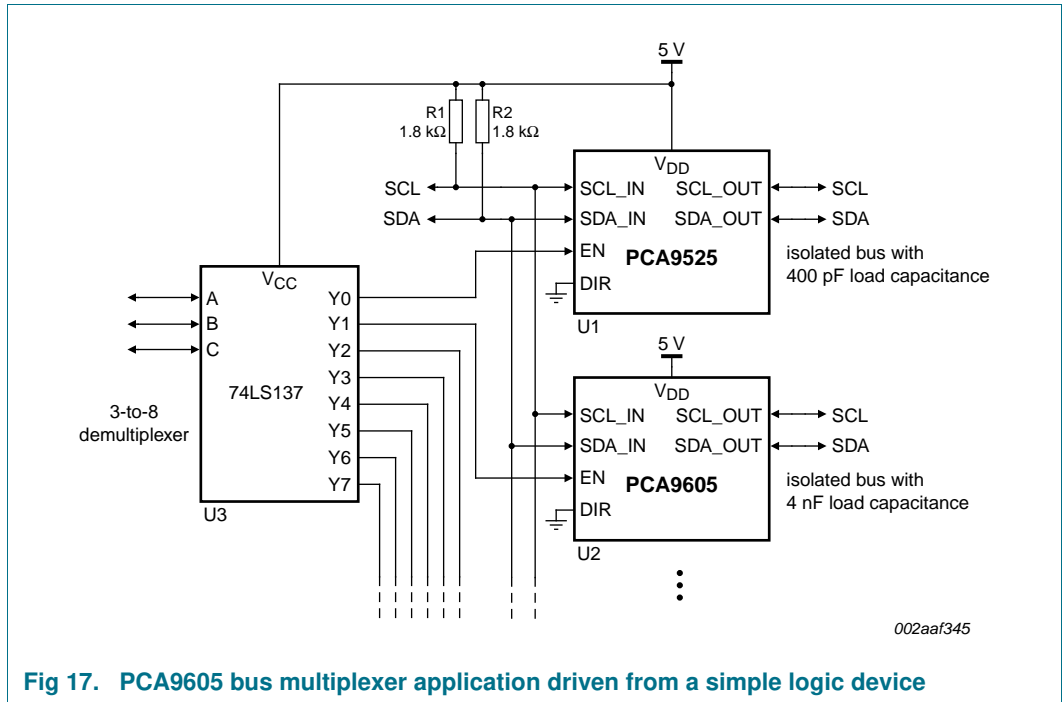 5 V
R1
1.8 kΩ
R2
1.8 kΩ
VDD
SCL
SCL_IN
SCL_OUT
SCL
SDA
SDA_IN
SDA_OUT
SDA
EN
PCA9525
DIR
U1
isolated bus with
400 pF load capacitance
VCC
A
B
C
Y0
Y1
Y2
Y3
Y4
Y5
Y6
Y7
74LS137
3-to-8
demultiplexer
U3
5 V
VDD
SCL_IN
SCL_OUT
SCL
SDA_IN
SDA_OUT
SDA
EN
PCA9605
DIR
U2
isolated bus with
4 nF load capacitance
002aaf345
Fig 17. PCA9605 bus multiplexer application driven from a simple logic device